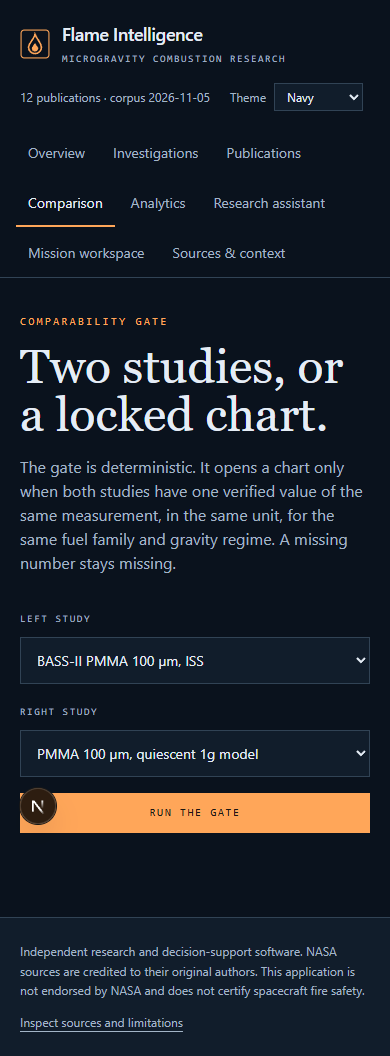 Flame Intelligence
MICROGRAVITY COMBUSTION RESEARCH
12 publications · corpus 2026-11-05 Theme Navy
Overview Investigations Publications
Comparison Analytics Research assistant
Mission workspace Sources & context
COMPARABILITY GATE
Two studies, or
a locked chart.
The gate is deterministic. It opens a chart only
when both studies have one verified value of the
same measurement, in the same unit, for the
same fuel family and gravity regime. A missing
number stays missing.
LEFT STUDY
BASS-II PMMA 100 µm, ISS
RIGHT STUDY
PMMA 100 µm, quiescent 1g model
N
RUN THE GATE
Independent research and decision-support software. NASA
sources are credited to their original authors. This application is
not endorsed by NASA and does not certify spacecraft fire safety.
Inspect sources and limitations